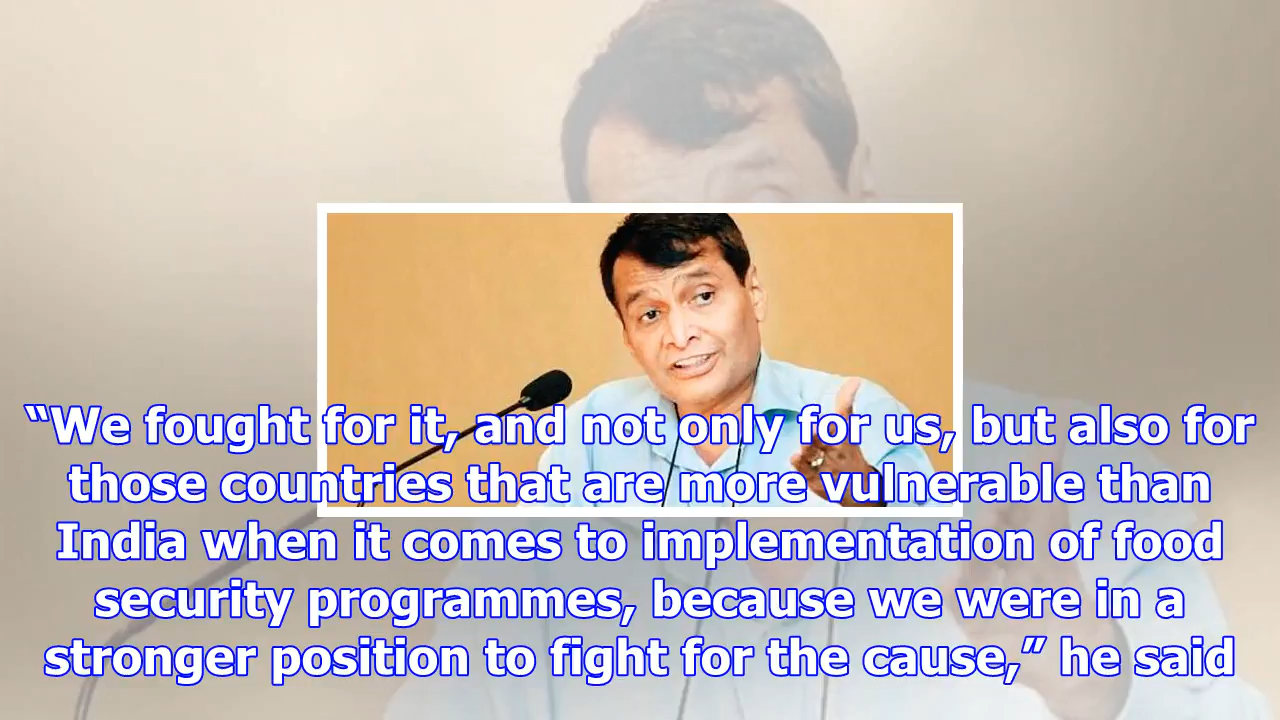 “We fought for it, and not only for us, but also for
those countries that are more vulnerable than
India when it comes to implementation of food
security programmes, because we were in a
stronger position to fight for the cause,” he said